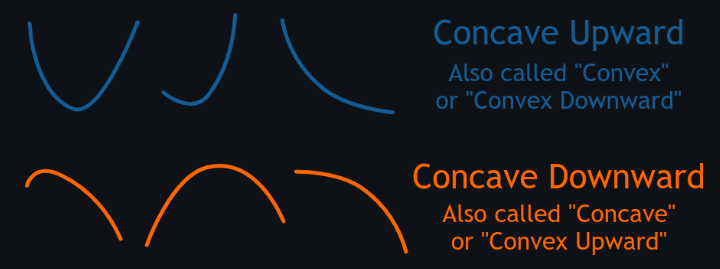 Concave Upward
Also called "Convex"
or "Convex Downward"
Concave Downward
Also called "Concave"
or "Convex Upward"